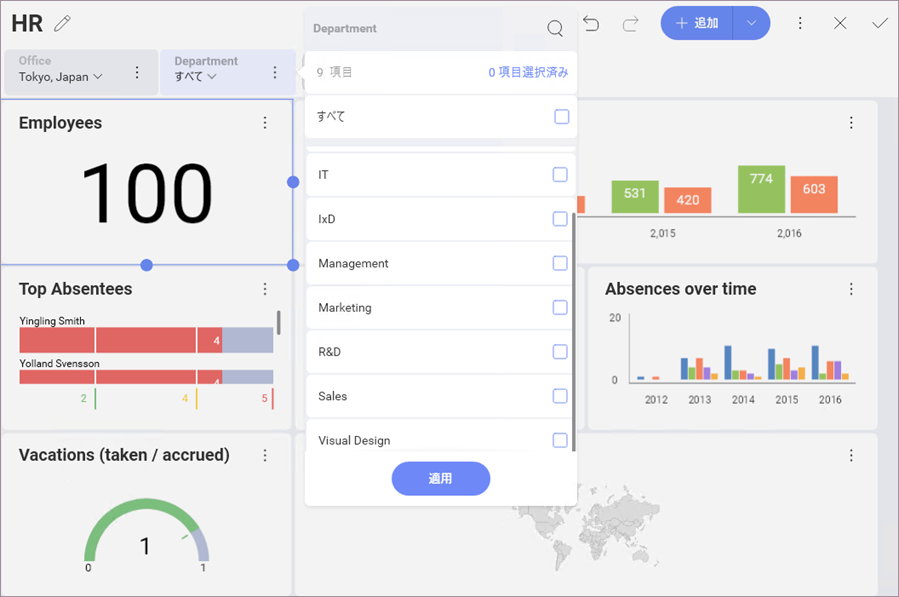 HR
追加
Office
Tokyo, Japan
Department
すべて
Department
9 項目
0 項目選択済み
すべて
IT
IxD
Management
Marketing
R&D
Sales
Visual Design
適用
Employees
100
531
420
774
603
2,015
2,016
Top Absentees
Yingling Smith
4
Yolland Svensson
4
2
4
5
Absences over time
20
0
2012
2013
2014
2015
2016
Vacations (taken / accrued)
1
0
1